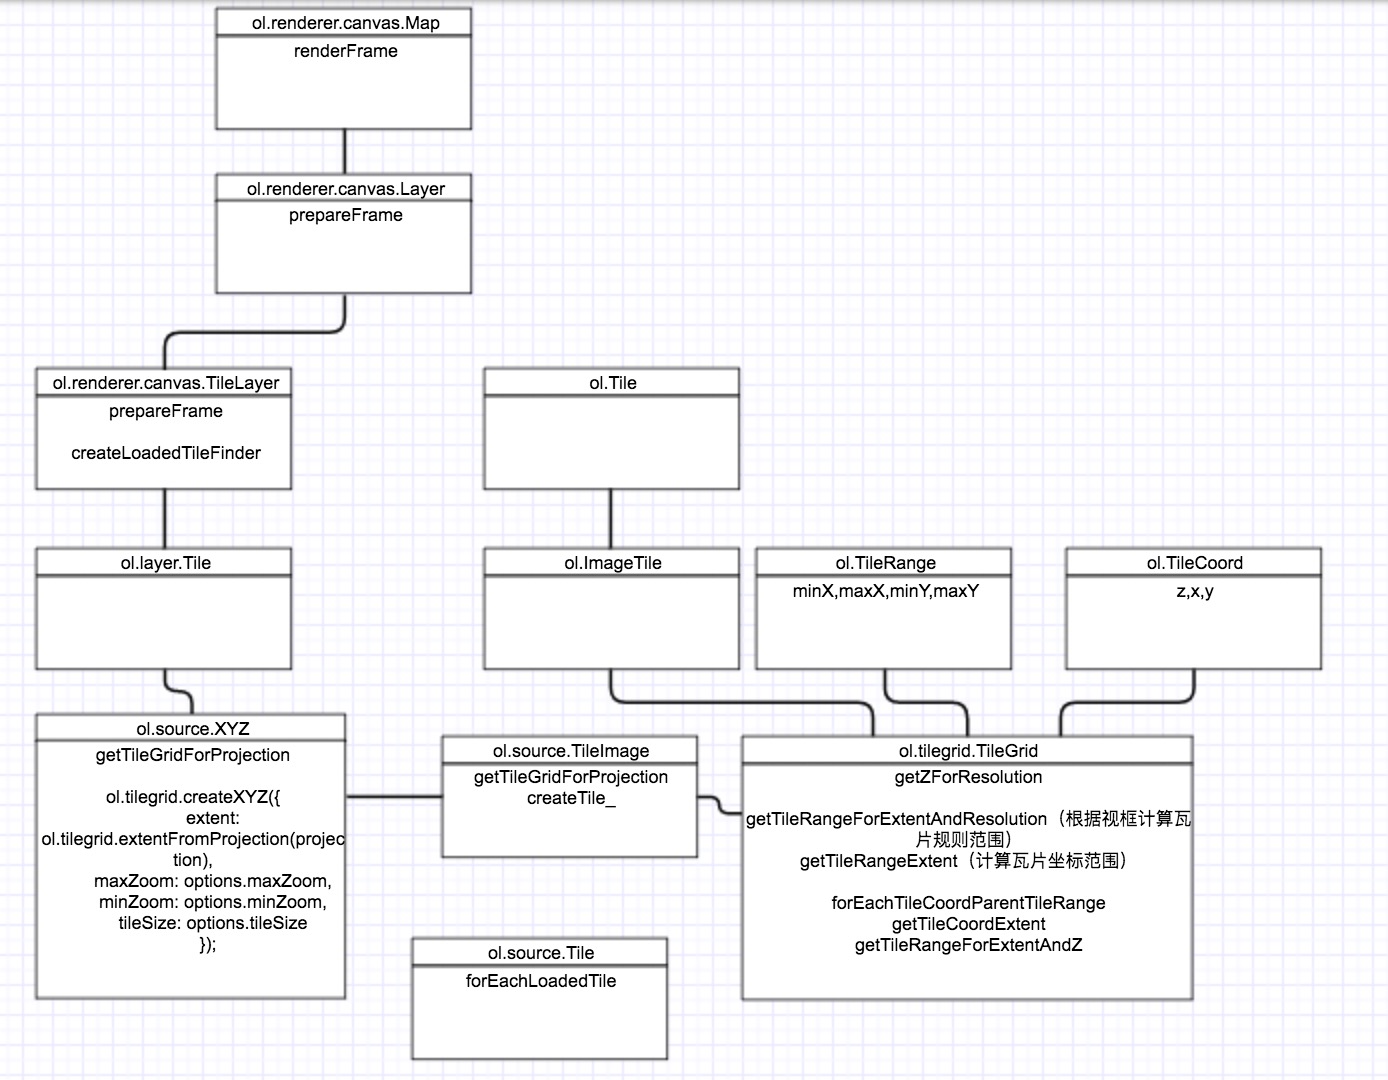 ol.renderer.canvas.Map
renderFrame
ol.renderer.canvas.Layer
prepareFrame
ol.renderer.canvas.TileLayer
prepareFrame
createLoadedTileFinder
ol.Tile
ol.layer.Tile
ol.ImageTile
ol.TileRange
minX,maxX,minY,maxY
ol.TileCoord
z,x,y
ol.source.XYZ
getTileGridForProjection
ol.tilegrid.createXYZ({
extent:
ol.tilegrid.extentFromProjection(projec
tion),
maxZoom: options.maxZoom,
minZoom: options.minZoom,
tileSize: options.tileSize
});
ol.source.TileImage
getTileGridForProjection
createTile_
ol.tilegrid.TileGrid
getZForResolution
getTileRangeForExtentAndResolution（根据视框计算瓦
片规则范围）
getTileRangeExtent（计算瓦片坐标范围）
forEachTileCoordParentTileRange
getTileCoordExtent
getTileRangeForExtentAndZ
ol.source.Tile
forEachLoadedTile